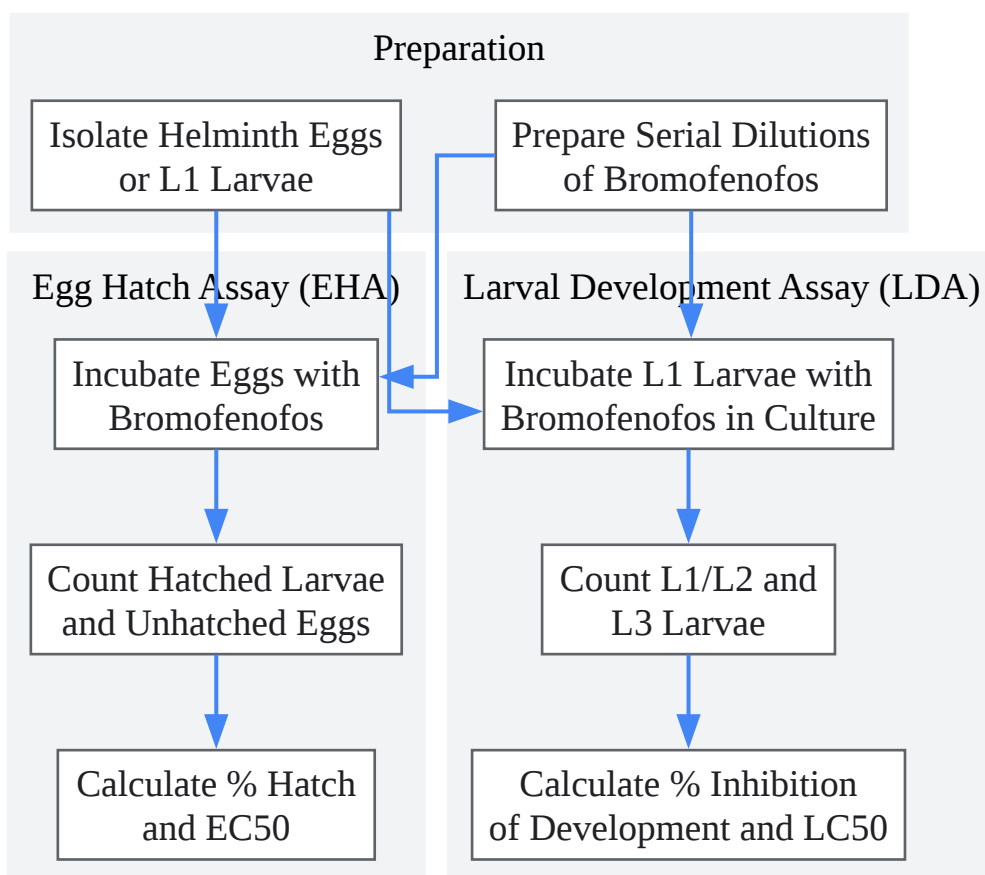 Preparation
Isolate Helminth Eggs
or L1 Larvae
Prepare Serial Dilutions
of Bromofenofos
Egg Hatch Assay (EHA)
Larval Development Assay (LDA)
Incubate Eggs with
Bromofenofos
Incubate L1 Larvae with
Bromofenofos in Culture
Count Hatched Larvae
and Unhatched Eggs
Count L1/L2 and
L3 Larvae
Calculate % Hatch
and EC50
Calculate % Inhibition
of Development and LC50